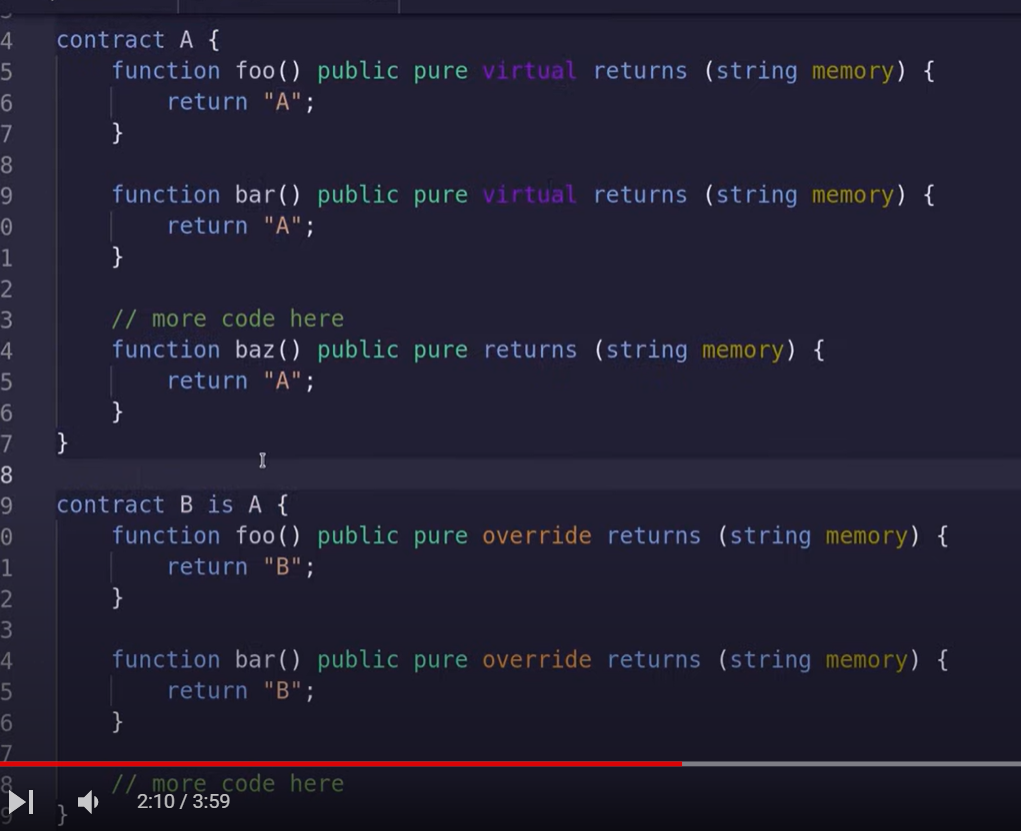 4 contract A {
5 function foo() public pure virtual returns (string memory) {
6 return "A";
7 }
8
9 function bar() public pure virtual returns (string memory) {
0 return "A";
1 }
2
3 // more code here
4 function baz() public pure returns (string memory) {
5 return "A";
6 }
7 }
8
9 contract B is A {
0 function foo() public pure override returns (string memory) {
1 return "B";
2 }
3
4 function bar() public pure override returns (string memory) {
5 return "B";
6 }
7
8 // more code here
9 }
2:10 / 3:59